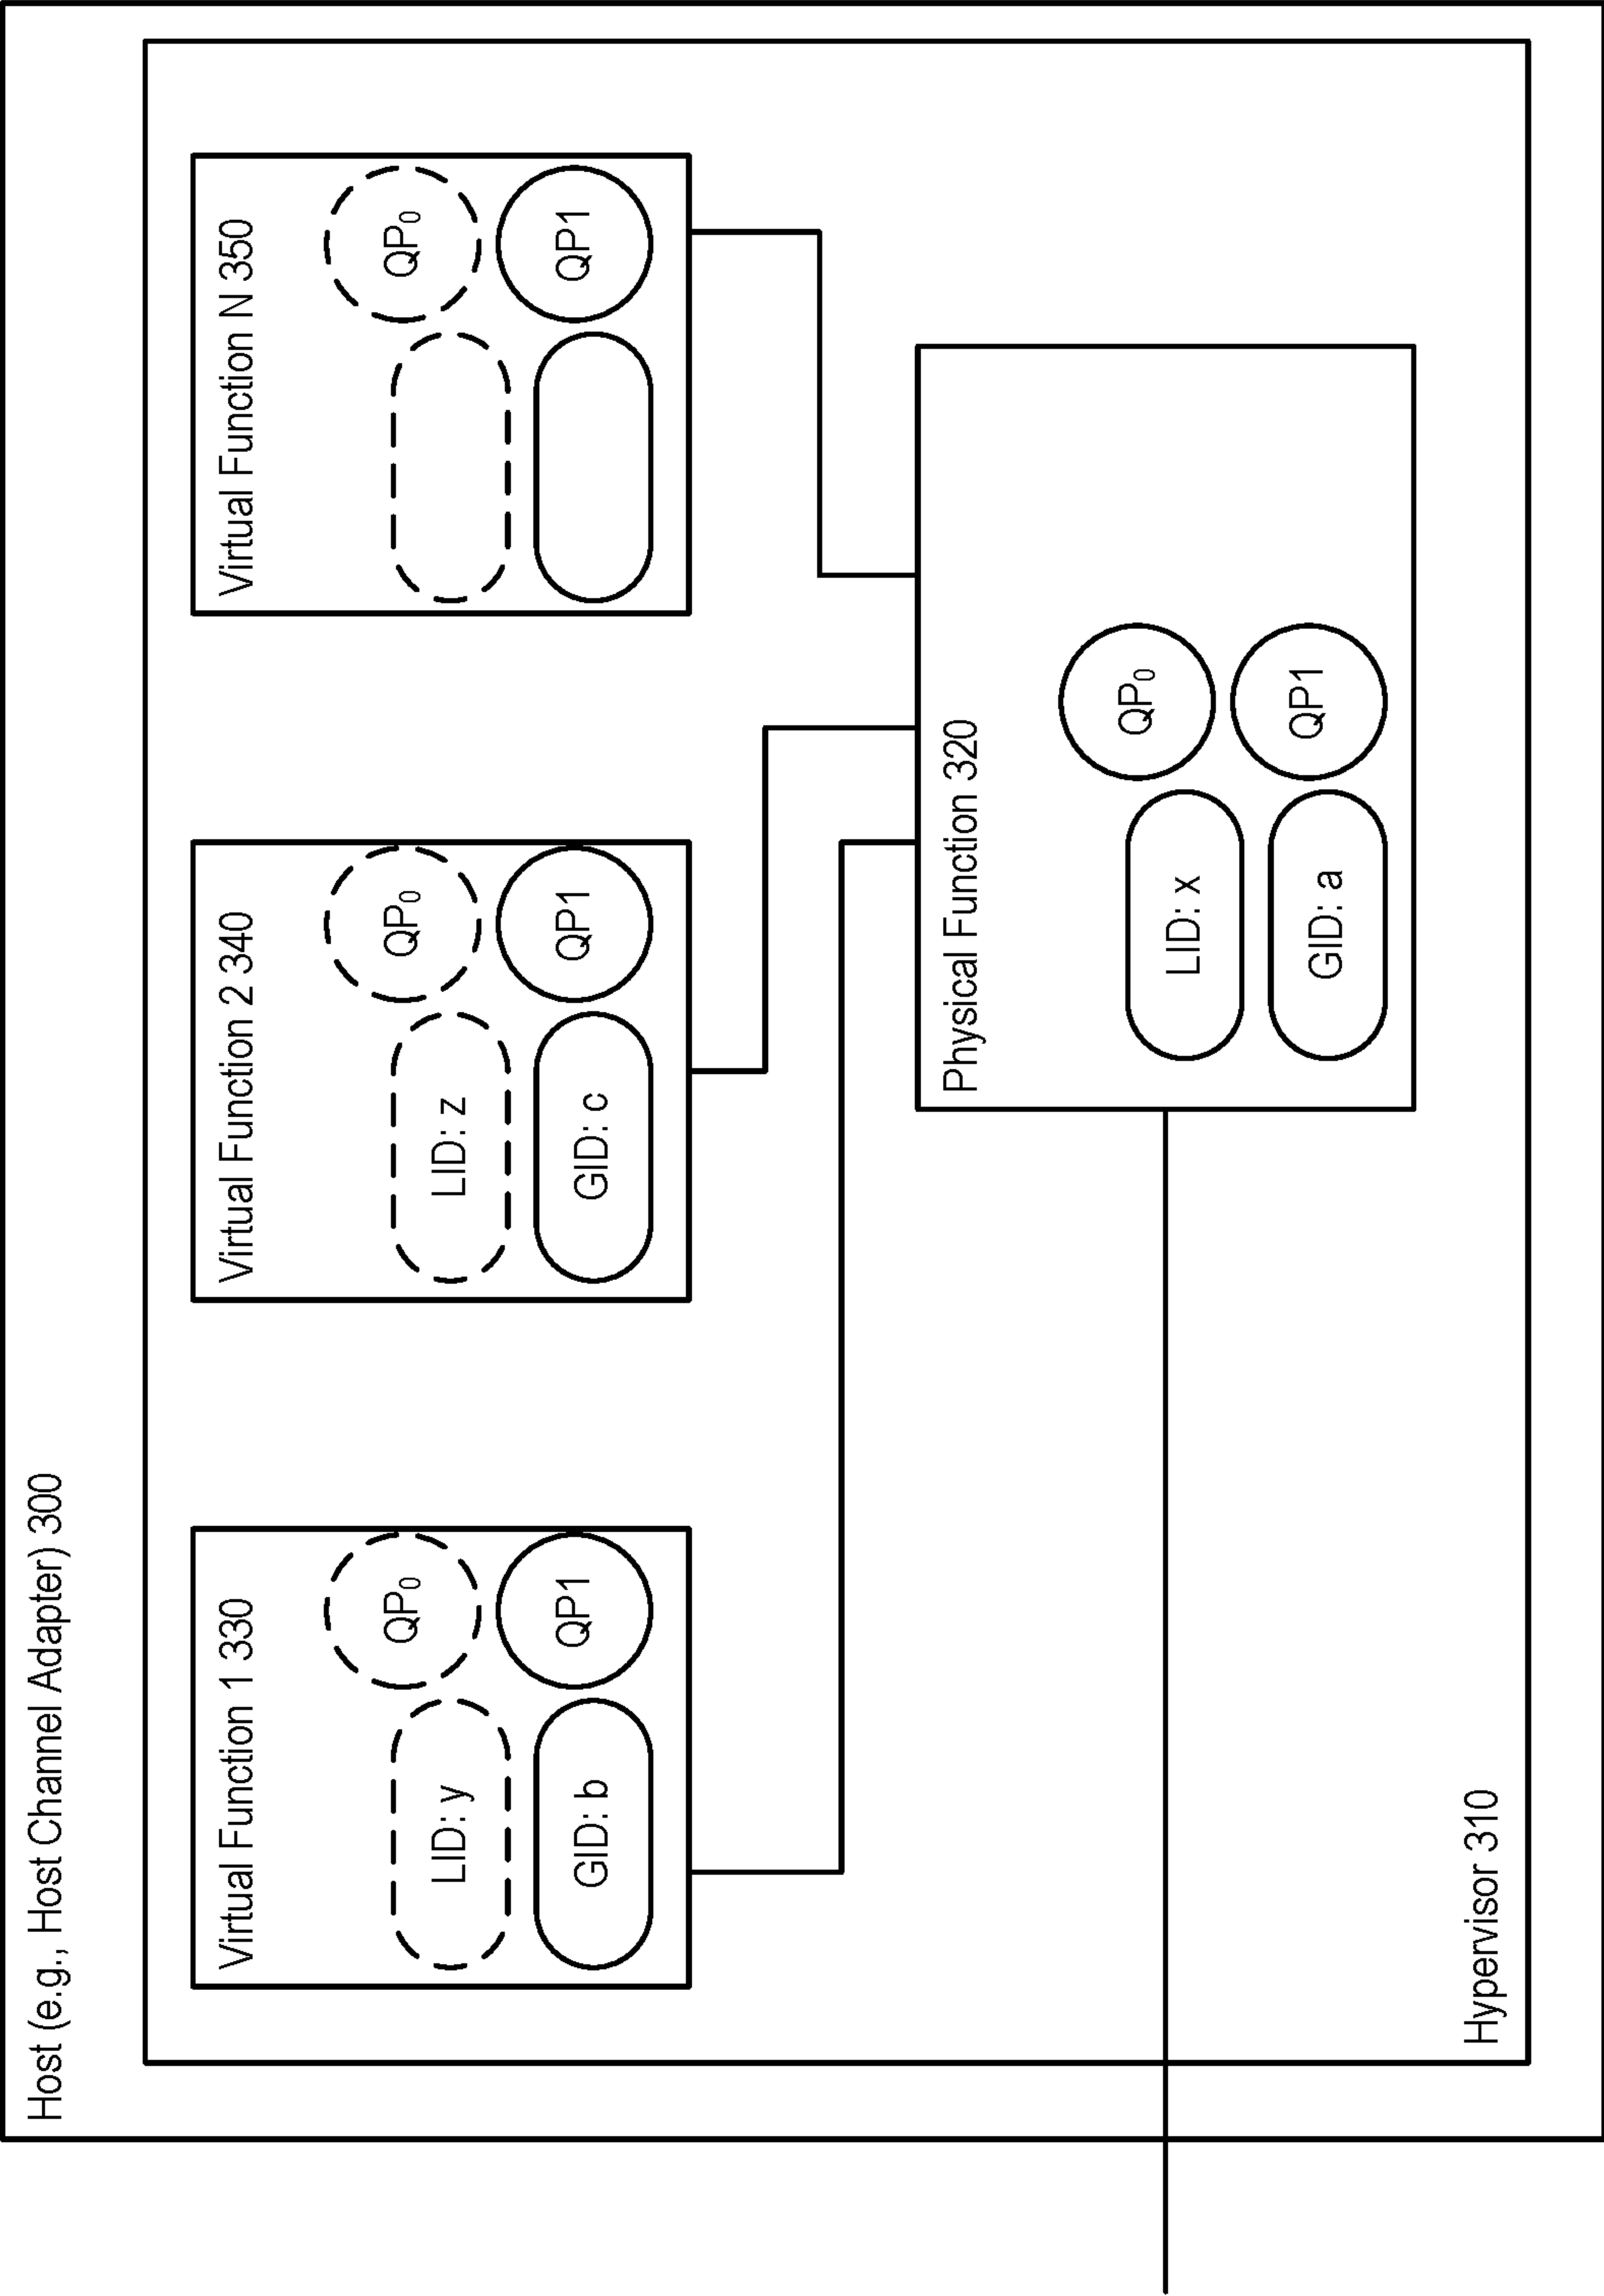 Host (e.g., Host Channel Adapter) 300
Virtual Function 1 330
QP₀
LID: y
QP1
GID: b
Virtual Function 2 340
QP₀
LID: z
QP1
GID: c
Virtual Function N 350
QP₀
QP1
Physical Function 320
QP₀
LID: x
QP1
GID: a
Hypervisor 310